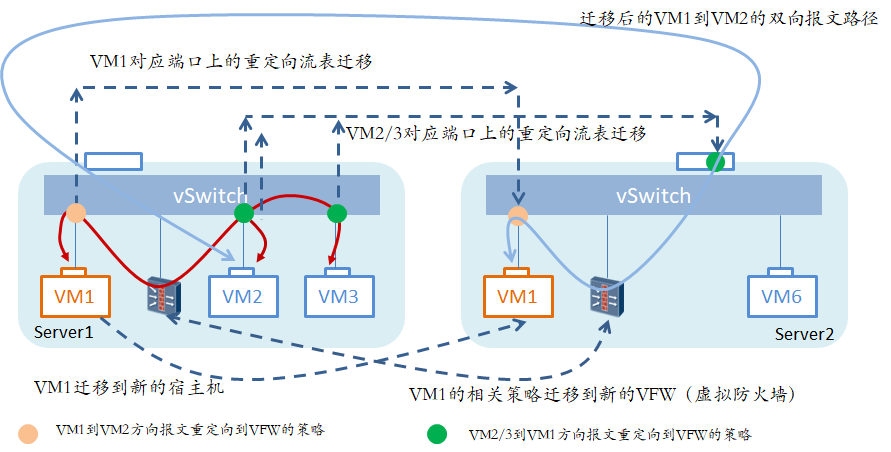 迁移后的VM1到VM2的双向报文路径
VM1对应端口上的重定向流表迁移
VM2/3对应端口上的重定向流表迁移
vSwitch
vSwitch
VM1
VM2
VM3
VM1
VM6
Server1
Server2
VM1迁移到新的宿主机
VM1的相关策略迁移到新的VFW（虚拟防火墙）
VM1到VM2方向报文重定向到VFW的策略
VM2/3到VM1方向报文重定向到VFW的策略